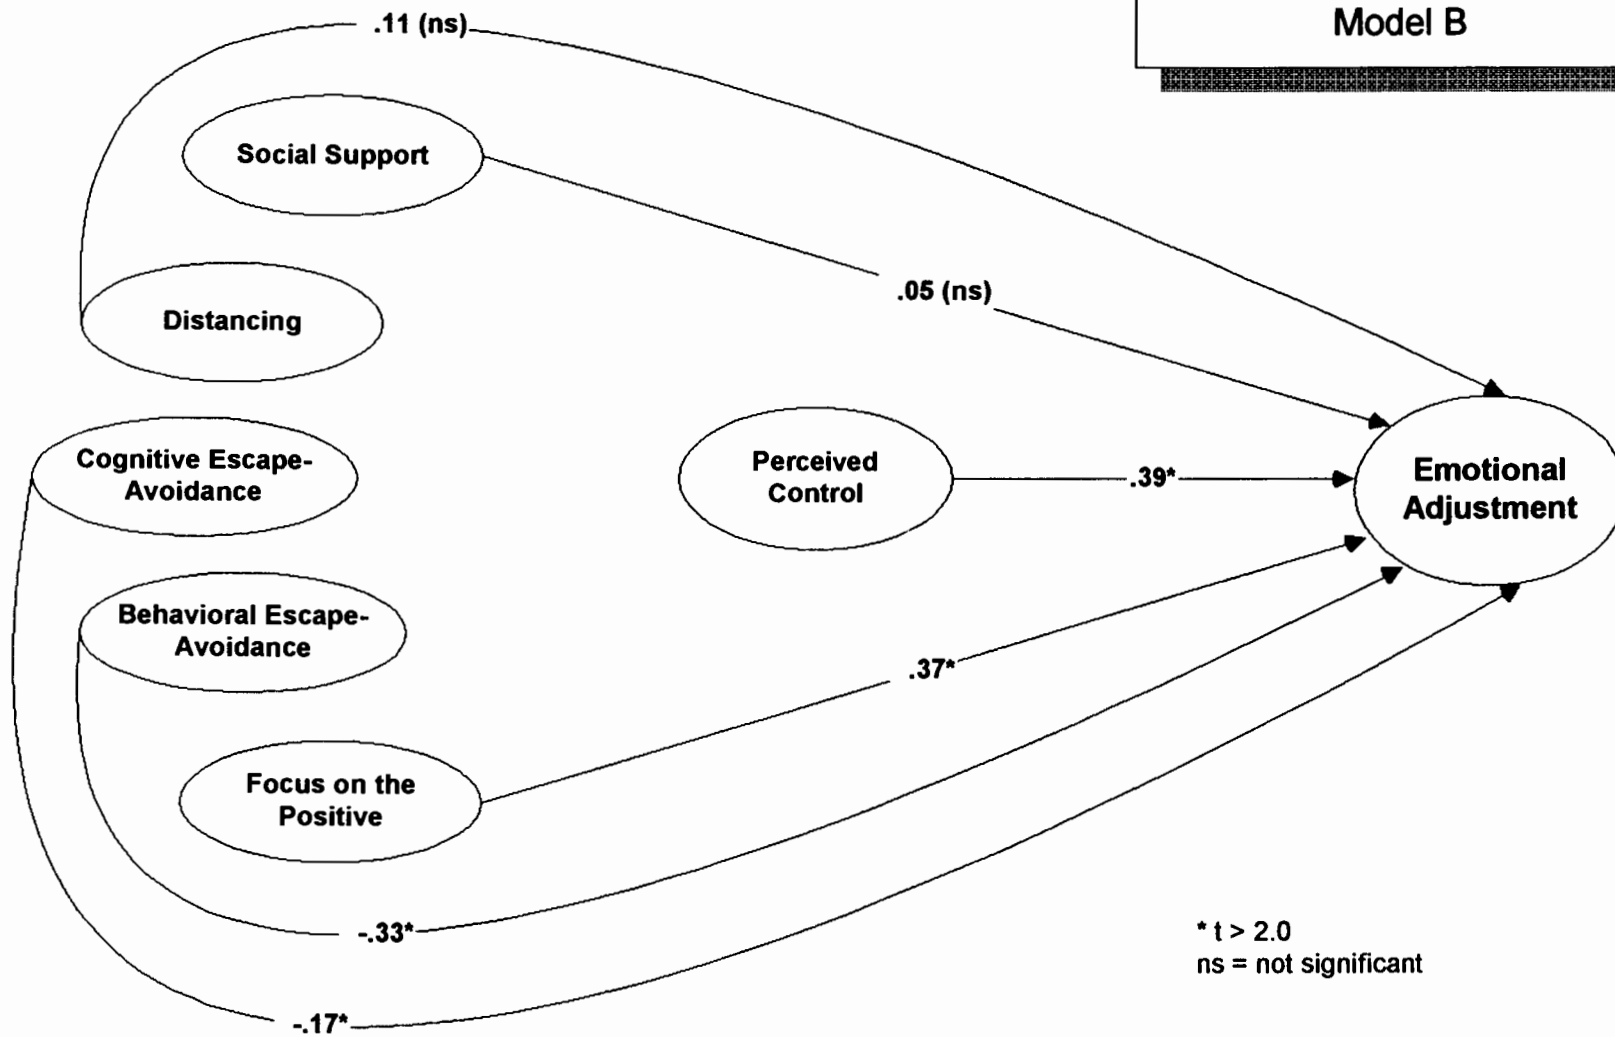 Model B
.11 (ns)
Social Support
.05 (ns)
Distancing
Cognitive Escape-
Avoidance
Perceived
Control
.39*
Emotional
Adjustment
Behavioral Escape-
Avoidance
.37*
Focus on the
Positive
-.33*
-.17*
* t > 2.0
ns = not significant